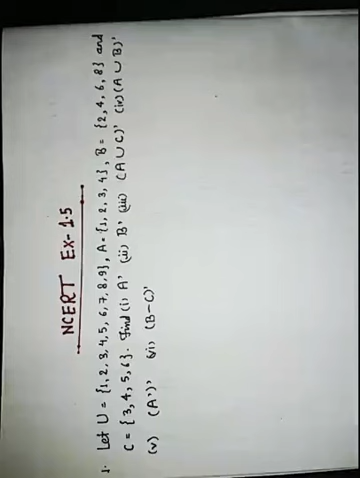 NCERT Ex-1.5
1. Let U = {1,2,3,4,5,6,7,8,9}, A = {1,2,3,4}, B = {2,4,6,8} and
C = {3,4,5,6}. Find (i) A' (ii) B' (iii) (A∪C)' (iv) (A∪B)'
(v) (A')' (vi) (B-C)'